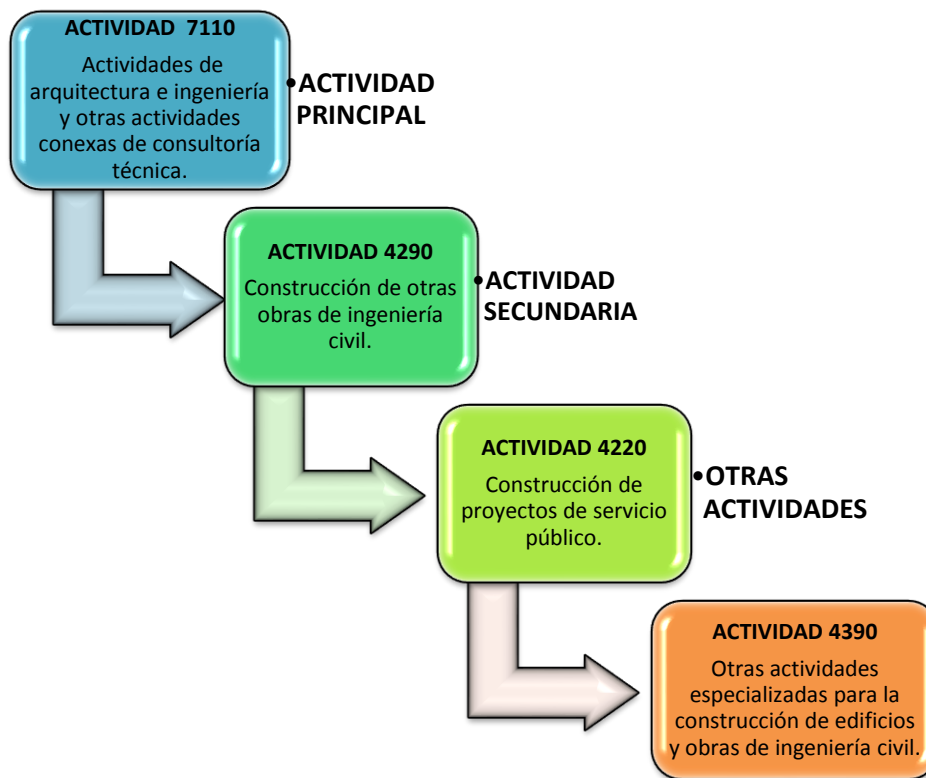 ACTIVIDAD 7110
Actividades de
arquitectura e ingeniería
y otras actividades
conexas de consultoría
técnica.
•ACTIVIDAD
PRINCIPAL
ACTIVIDAD 4290
Construcción de otras
obras de ingeniería
civil.
•ACTIVIDAD
SECUNDARIA
ACTIVIDAD 4220
Construcción de
proyectos de servicio
público.
•OTRAS
ACTIVIDADES
ACTIVIDAD 4390
Otras actividades
especializadas para la
construcción de edificios
y obras de ingeniería civil.